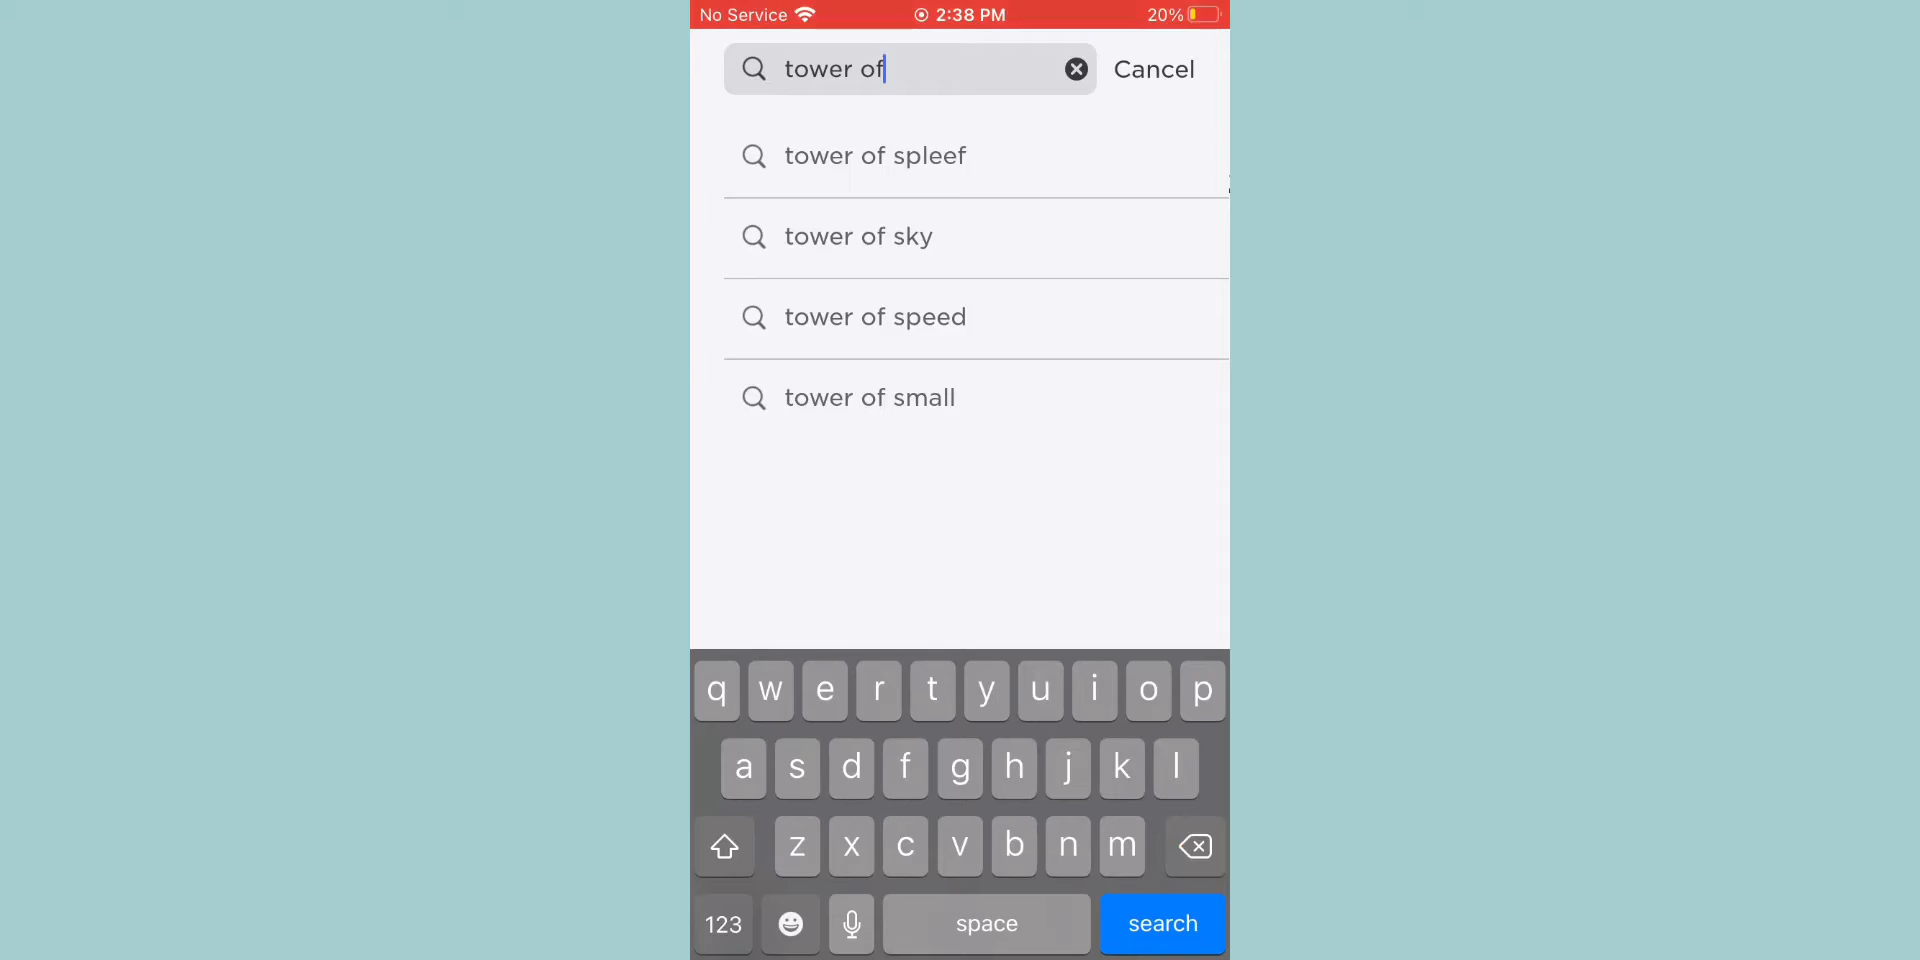 No Service 2:38 PM 20%
tower of Cancel
tower of spleef
tower of sky
tower of speed
tower of small
q w e r t y u i o p
a s d f g h j k l
z x c v b n m
123 space search